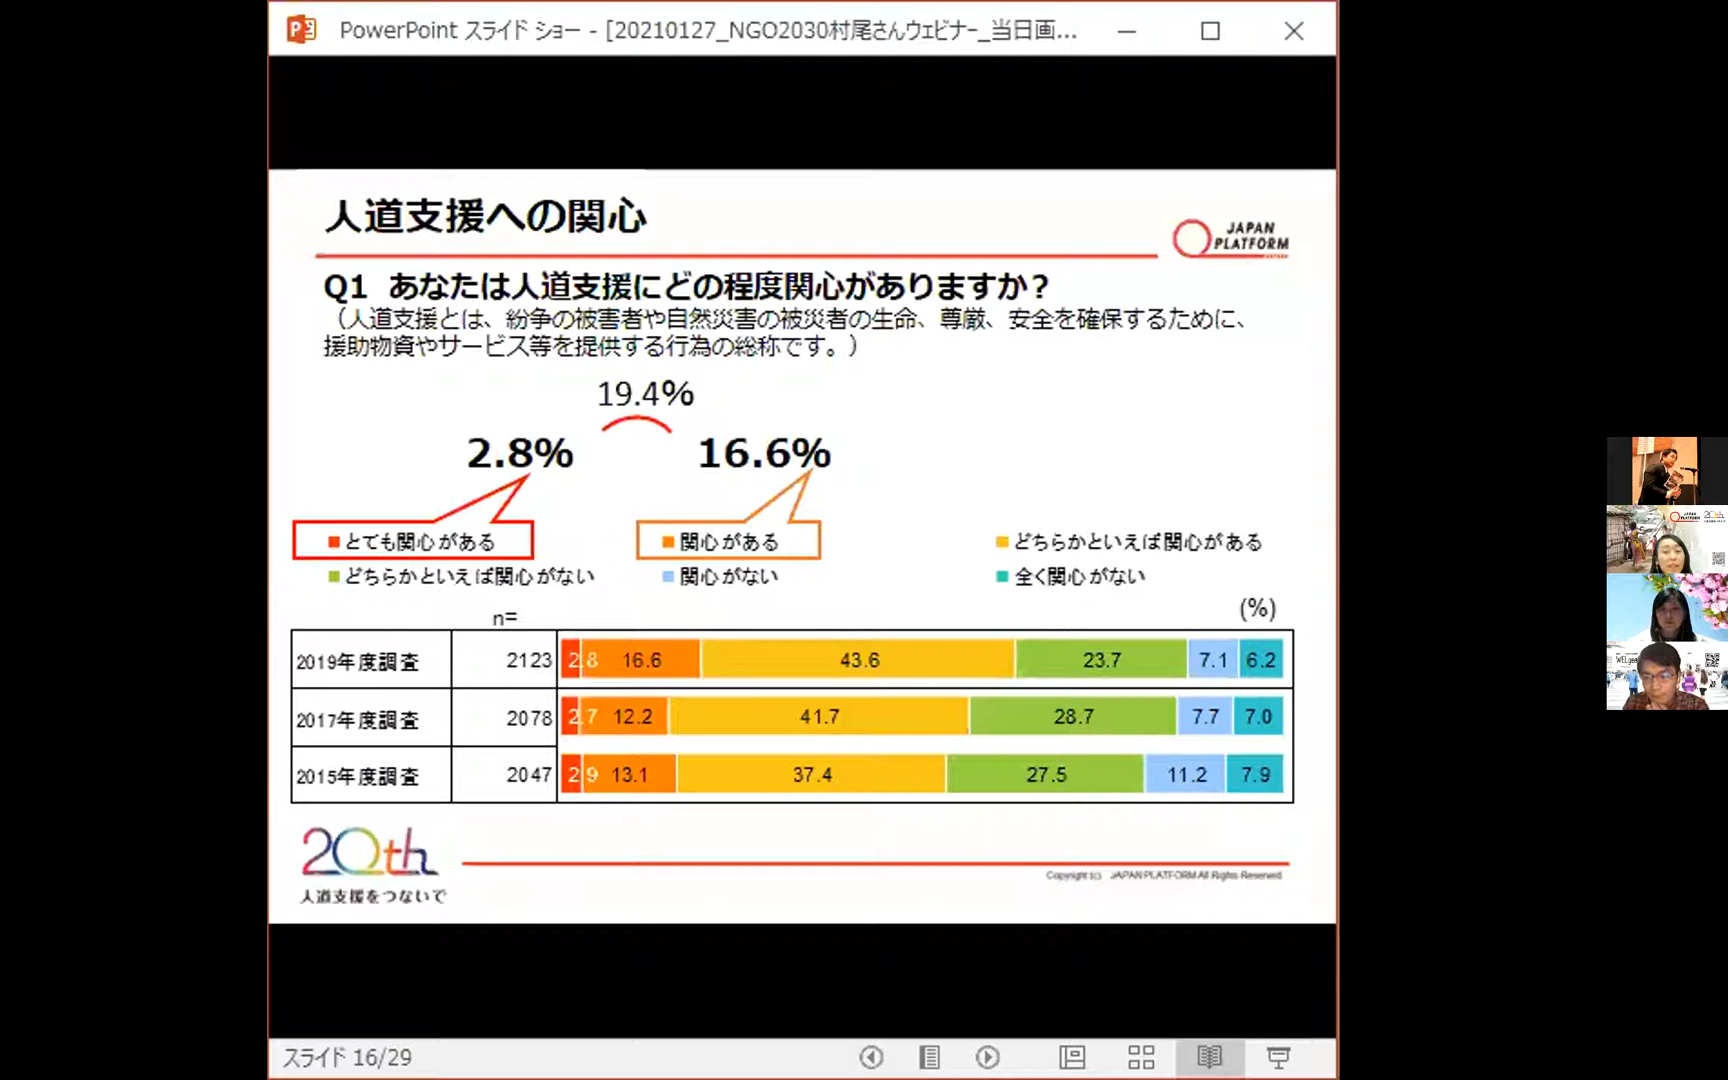 PowerPoint スライド ショー - [20210127_NGO2030村尾さんウェビナー_当日画...
人道支援への関心
JAPAN
PLATFORM
Q1 あなたは人道支援にどの程度関心がありますか？
（人道支援とは、紛争の被害者や自然災害の被災者の生命、尊厳、安全を確保するために、
援助物資やサービス等を提供する行為の総称です。）
19.4%
2.8% 16.6%
とても関心がある 関心がある どちらかといえば関心がある
どちらかといえば関心がない 関心がない 全く関心がない
n= (%)
2019年度調査 2123 2.8 16.6 43.6 23.7 7.1 6.2
2017年度調査 2078 2.7 12.2 41.7 28.7 7.7 7.0
2015年度調査 2047 2.9 13.1 37.4 27.5 11.2 7.9
20th
人道支援をつないで
Copyright (c) JAPAN PLATFORM All Rights Reserved
スライド 16/29